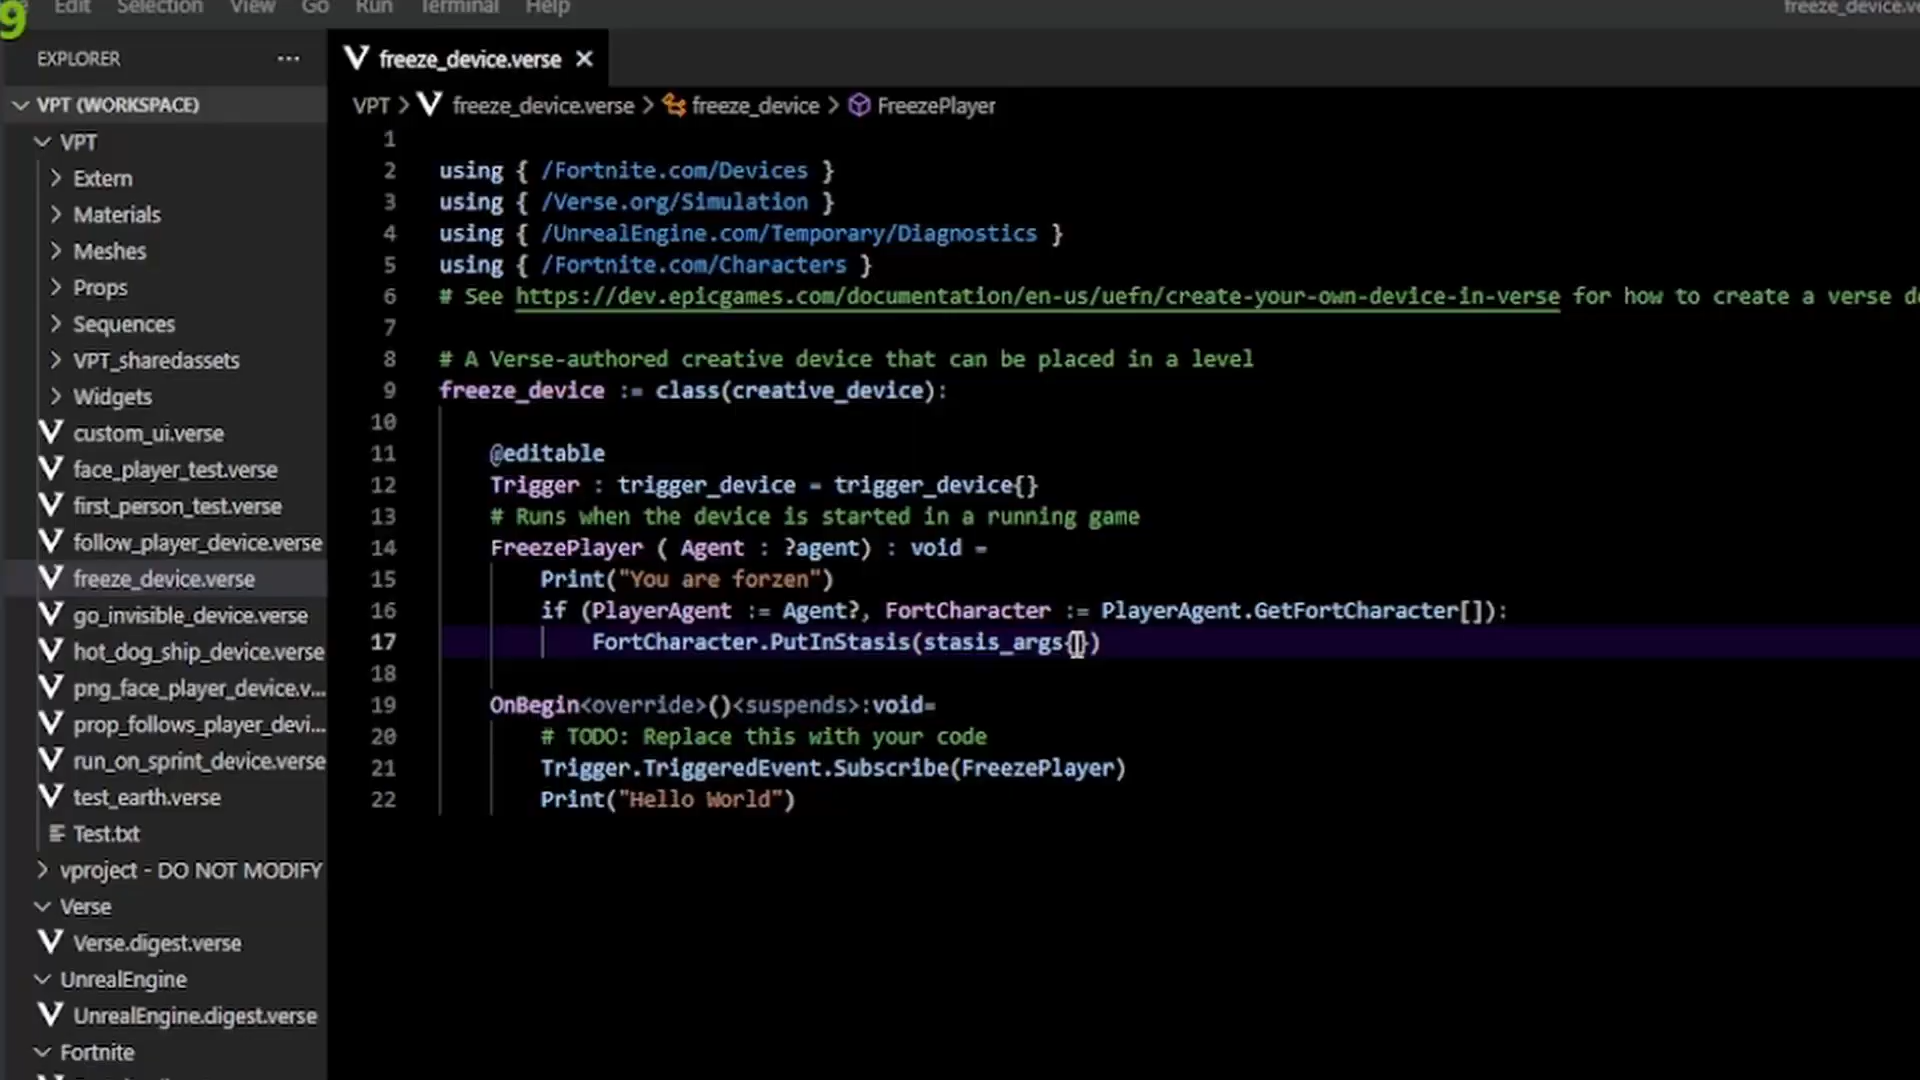 9
Edit Selection View Go Run Terminal Help
EXPLORER ...
freeze_device.verse
VPT (WORKSPACE)
VPT > freeze_device.verse > freeze_device > FreezePlayer
VPT
Extern
Materials
Meshes
Props
Sequences
VPT_sharedassets
Widgets
custom_ui.verse
face_player_test.verse
first_person_test.verse
follow_player_device.verse
freeze_device.verse
go_invisible_device.verse
hot_dog_ship_device.verse
png_face_player_device.v...
prop_follows_player_devi...
run_on_sprint_device.verse
test_earth.verse
Test.txt
vproject - DO NOT MODIFY
Verse
Verse.digest.verse
UnrealEngine
UnrealEngine.digest.verse
Fortnite
1
2 using { /Fortnite.com/Devices }
3 using { /Verse.org/Simulation }
4 using { /UnrealEngine.com/Temporary/Diagnostics }
5 using { /Fortnite.com/Characters }
6 # See https://dev.epicgames.com/documentation/en-us/uefn/create-your-own-device-in-verse for how to create a verse
7
8 # A Verse-authored creative device that can be placed in a level
9 freeze_device := class(creative_device):
10
11 @editable
12 Trigger : trigger_device = trigger_device{}
13 # Runs when the device is started in a running game
14 FreezePlayer ( Agent : ?agent) : void =
15 Print("You are forzen")
16 if (PlayerAgent := Agent?, FortCharacter := PlayerAgent.GetFortCharacter[]):
17 FortCharacter.PutInStasis(stasis_args{})
18
19 OnBegin<override>()<suspends>:void=
20 # TODO: Replace this with your code
21 Trigger.TriggeredEvent.Subscribe(FreezePlayer)
22 Print("Hello World")